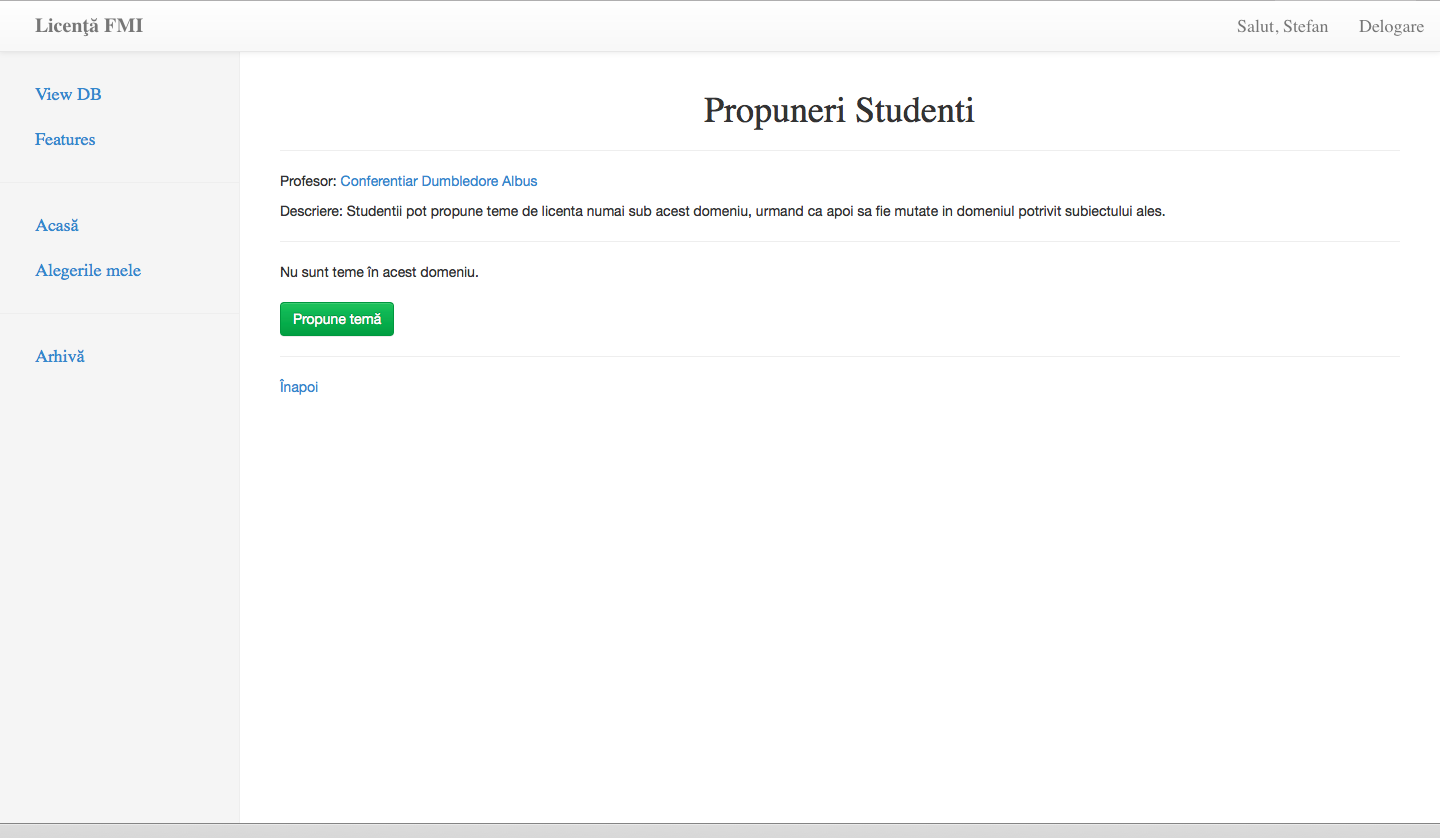 Licenţă FMI
Salut, Stefan
Delogare
View DB
Features
Acasă
Alegerile mele
Arhivă
Propuneri Studenti
Profesor: Conferentiar Dumbledore Albus
Descriere: Studentii pot propune teme de licenta numai sub acest domeniu, urmand ca apoi sa fie mutate in domeniul potrivit subiectului ales.
Nu sunt teme în acest domeniu.
Propune temă
Înapoi